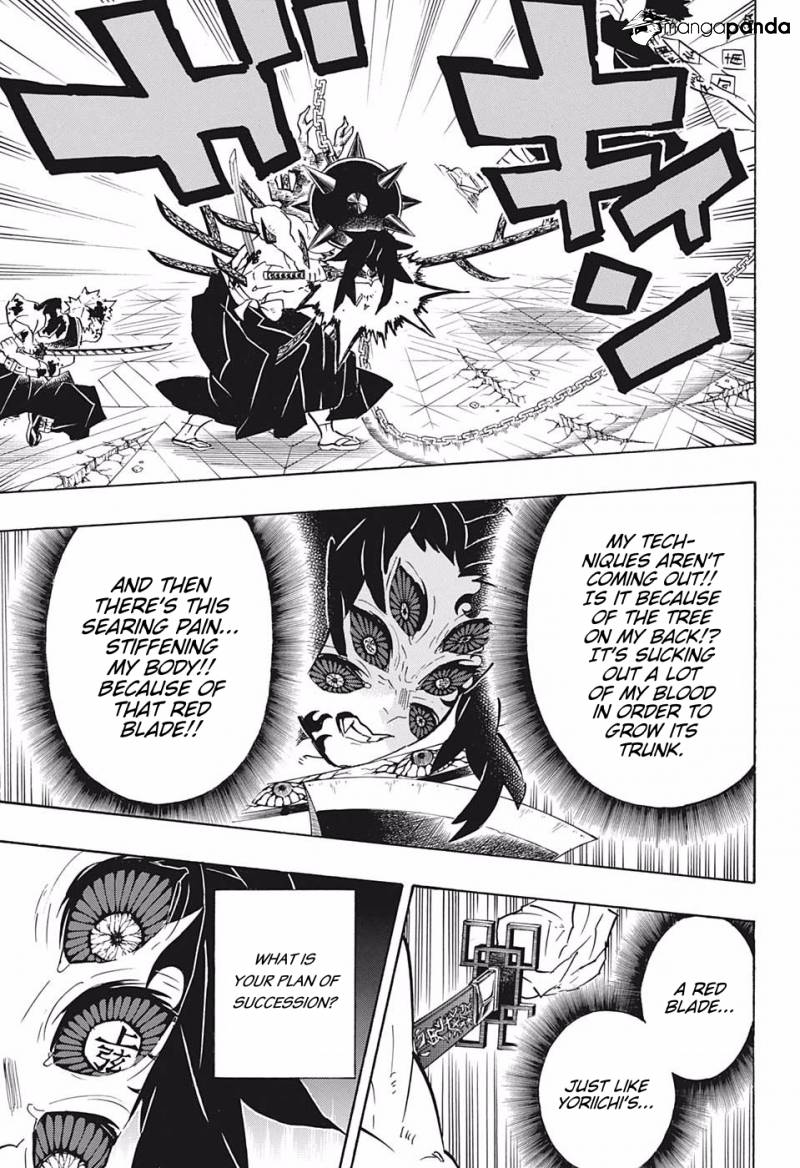 mangapanda
ギィン
MY TECH-
NIQUES AREN'T
COMING OUT!!
IS IT BECAUSE
OF THE TREE
ON MY BACK!?
IT'S SUCKING
OUT A LOT
OF MY BLOOD
IN ORDER TO
GROW ITS
TRUNK.
AND THEN
THERE'S THIS
SEARING PAIN...
STIFFENING
MY BODY!!
BECAUSE OF
THAT RED
BLADE!!
A RED
BLADE...
JUST LIKE
YORIICHI'S...
WHAT IS
YOUR PLAN OF
SUCCESSION?
上弦